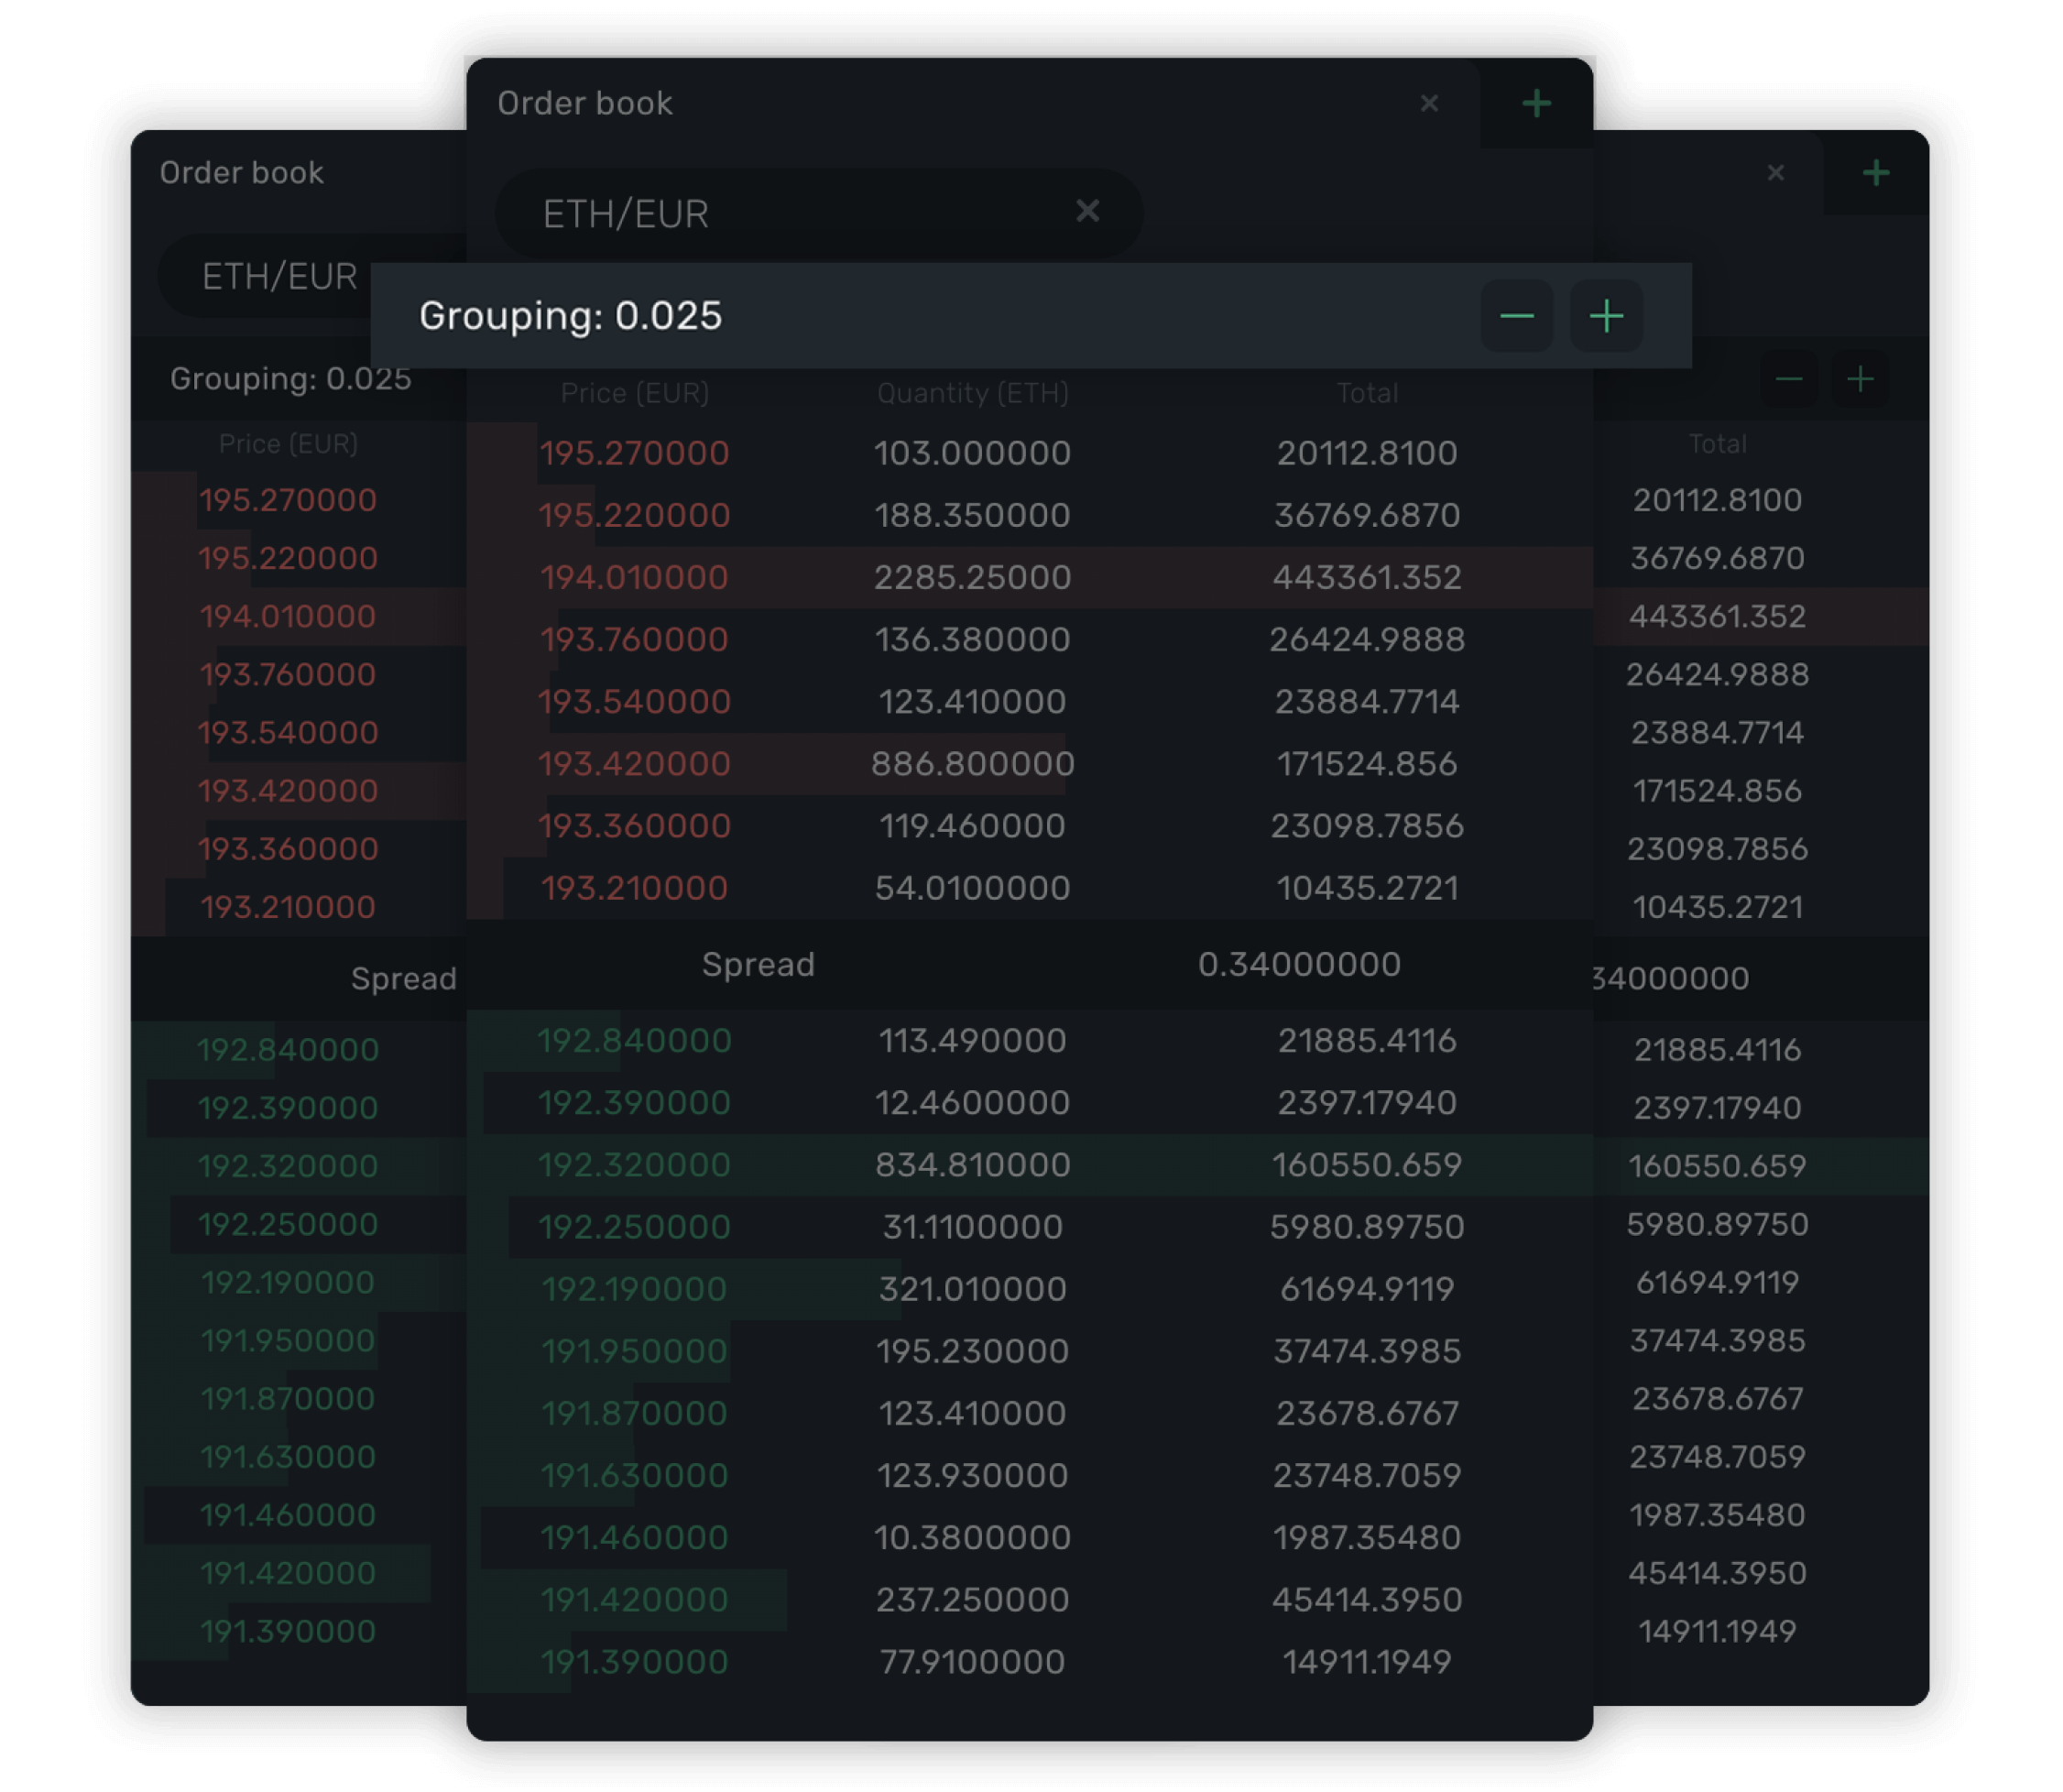 Order book × +
ETH/EUR ×
Grouping: 0.025 − +
Price (EUR) Quantity (ETH) Total
195.270000 103.000000 20112.8100
195.220000 188.350000 36769.6870
194.010000 2285.25000 443361.352
193.760000 136.380000 26424.9888
193.540000 123.410000 23884.7714
193.420000 886.800000 171524.856
193.360000 119.460000 23098.7856
193.210000 54.0100000 10435.2721
Spread 0.34000000
192.840000 113.490000 21885.4116
192.390000 12.4600000 2397.17940
192.320000 834.810000 160550.659
192.250000 31.1100000 5980.89750
192.190000 321.010000 61694.9119
191.950000 195.230000 37474.3985
191.870000 123.410000 23678.6767
191.630000 123.930000 23748.7059
191.460000 10.3800000 1987.35480
191.420000 237.250000 45414.3950
191.390000 77.9100000 14911.1949
Order book × +
ETH/EUR
Grouping: 0.025 − +
Price (EUR) Total
195.270000 20112.8100
195.220000 36769.6870
194.010000 443361.352
193.760000 26424.9888
193.540000 23884.7714
193.420000 171524.856
193.360000 23098.7856
193.210000 10435.2721
Spread 34000000
192.840000 21885.4116
192.390000 2397.17940
192.320000 160550.659
192.250000 5980.89750
192.190000 61694.9119
191.950000 37474.3985
191.870000 23678.6767
191.630000 23748.7059
191.460000 1987.35480
191.420000 45414.3950
191.390000 14911.1949